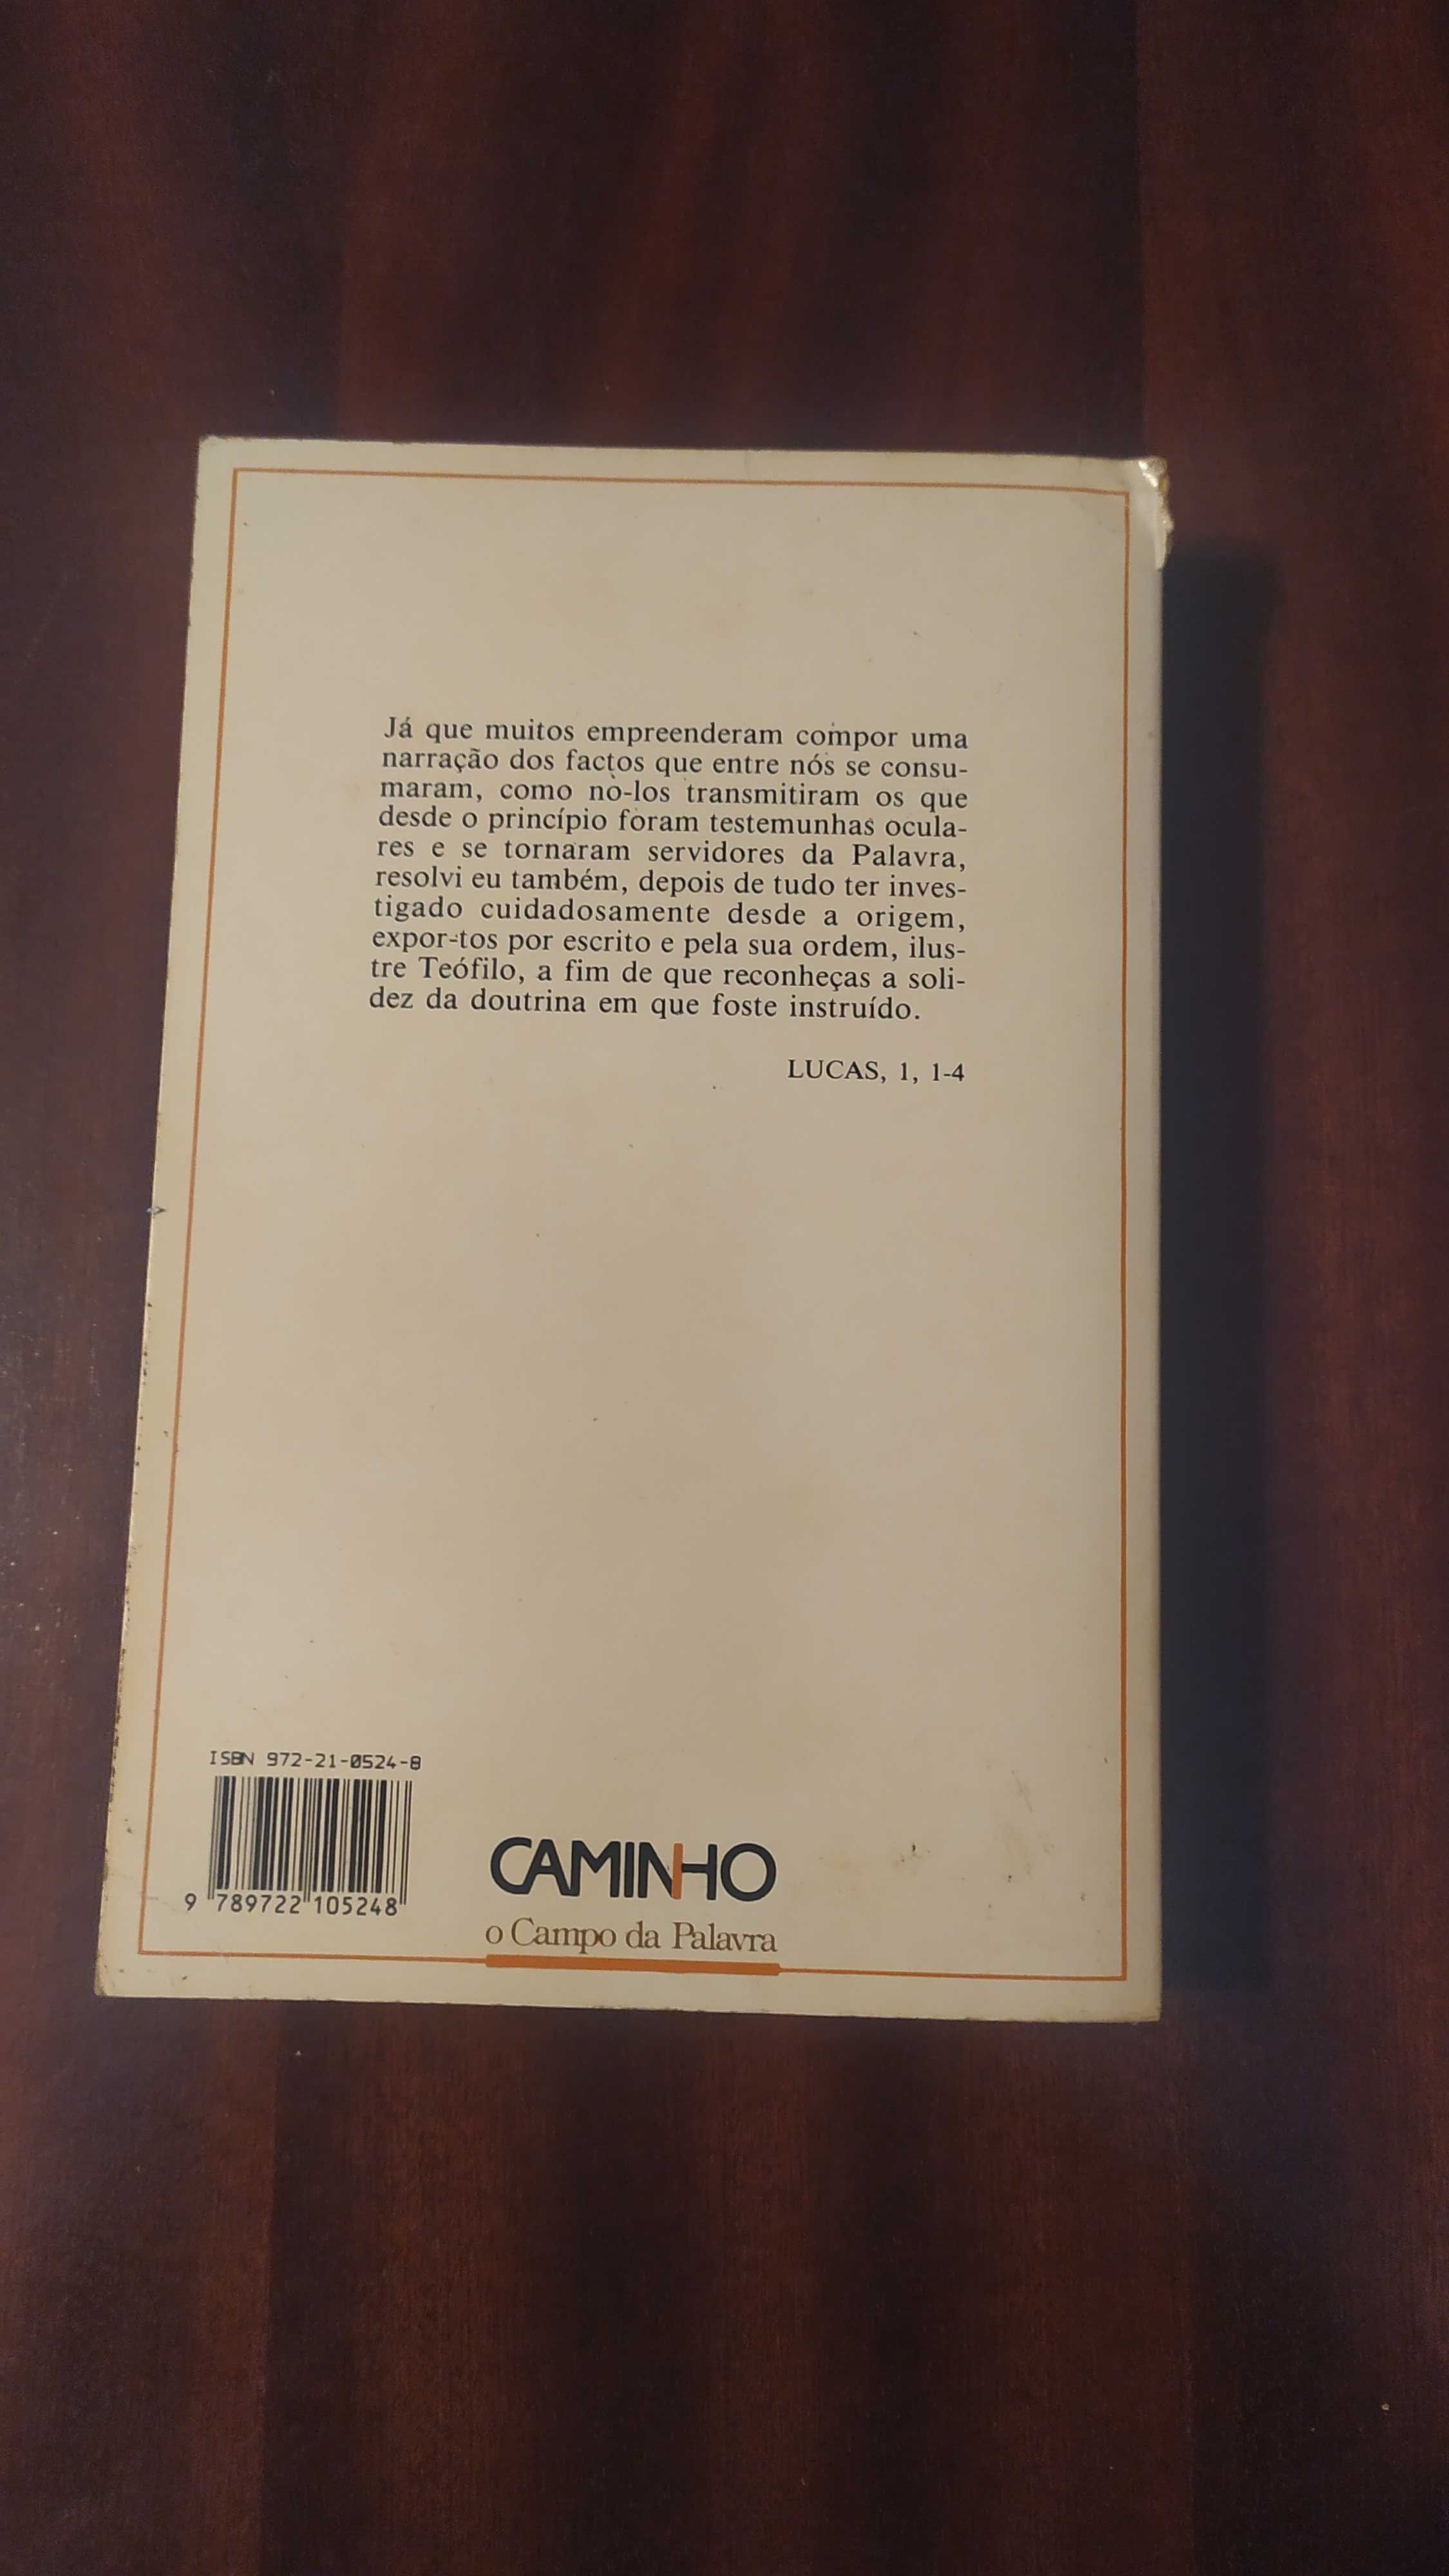 Já que muitos empreenderam compor uma
narração dos factos que entre nós se consu-
maram, como no-los transmitiram os que
desde o princípio foram testemunhas ocula-
res e se tornaram servidores da Palavra,
resolvi eu também, depois de tudo ter inves-
tigado cuidadosamente desde a origem,
expor-tos por escrito e pela sua ordem, ilus-
tre Teófilo, a fim de que reconheças a soli-
dez da doutrina em que foste instruído.
LUCAS, 1, 1-4
ISBN 972-21-0524-8
9 789722 105248
CAMINHO
o Campo da Palavra